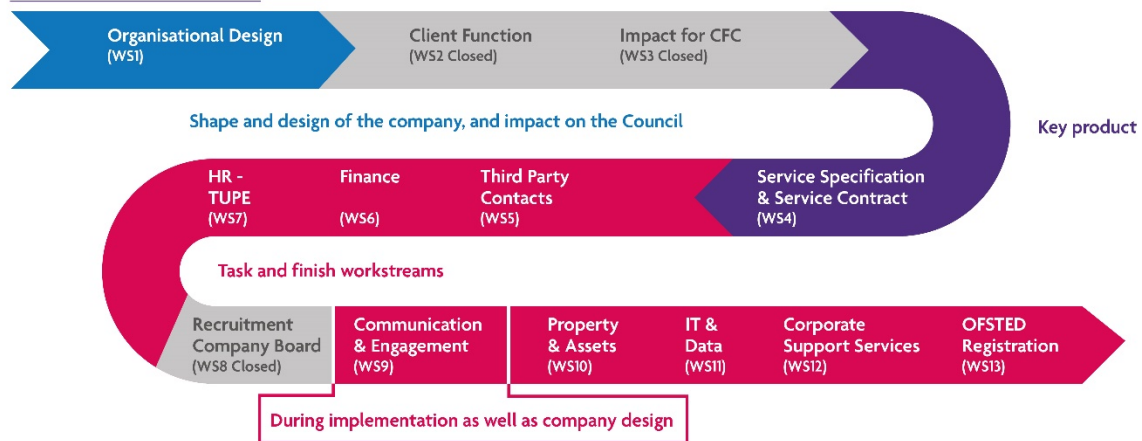 Organisational Design
(WS1)
Client Function
(WS2 Closed)
Impact for CFC
(WS3 Closed)
Shape and design of the company, and impact on the Council
Key product
HR -
TUPE
(WS7)
Finance
(WS6)
Third Party
Contacts
(WS5)
Service Specification
& Service Contract
(WS4)
Task and finish workstreams
Recruitment
Company Board
(WS8 Closed)
Communication
& Engagement
(WS9)
Property
& Assets
(WS10)
IT &
Data
(WS11)
Corporate
Support Services
(WS12)
OFSTED
Registration
(WS13)
During implementation as well as company design